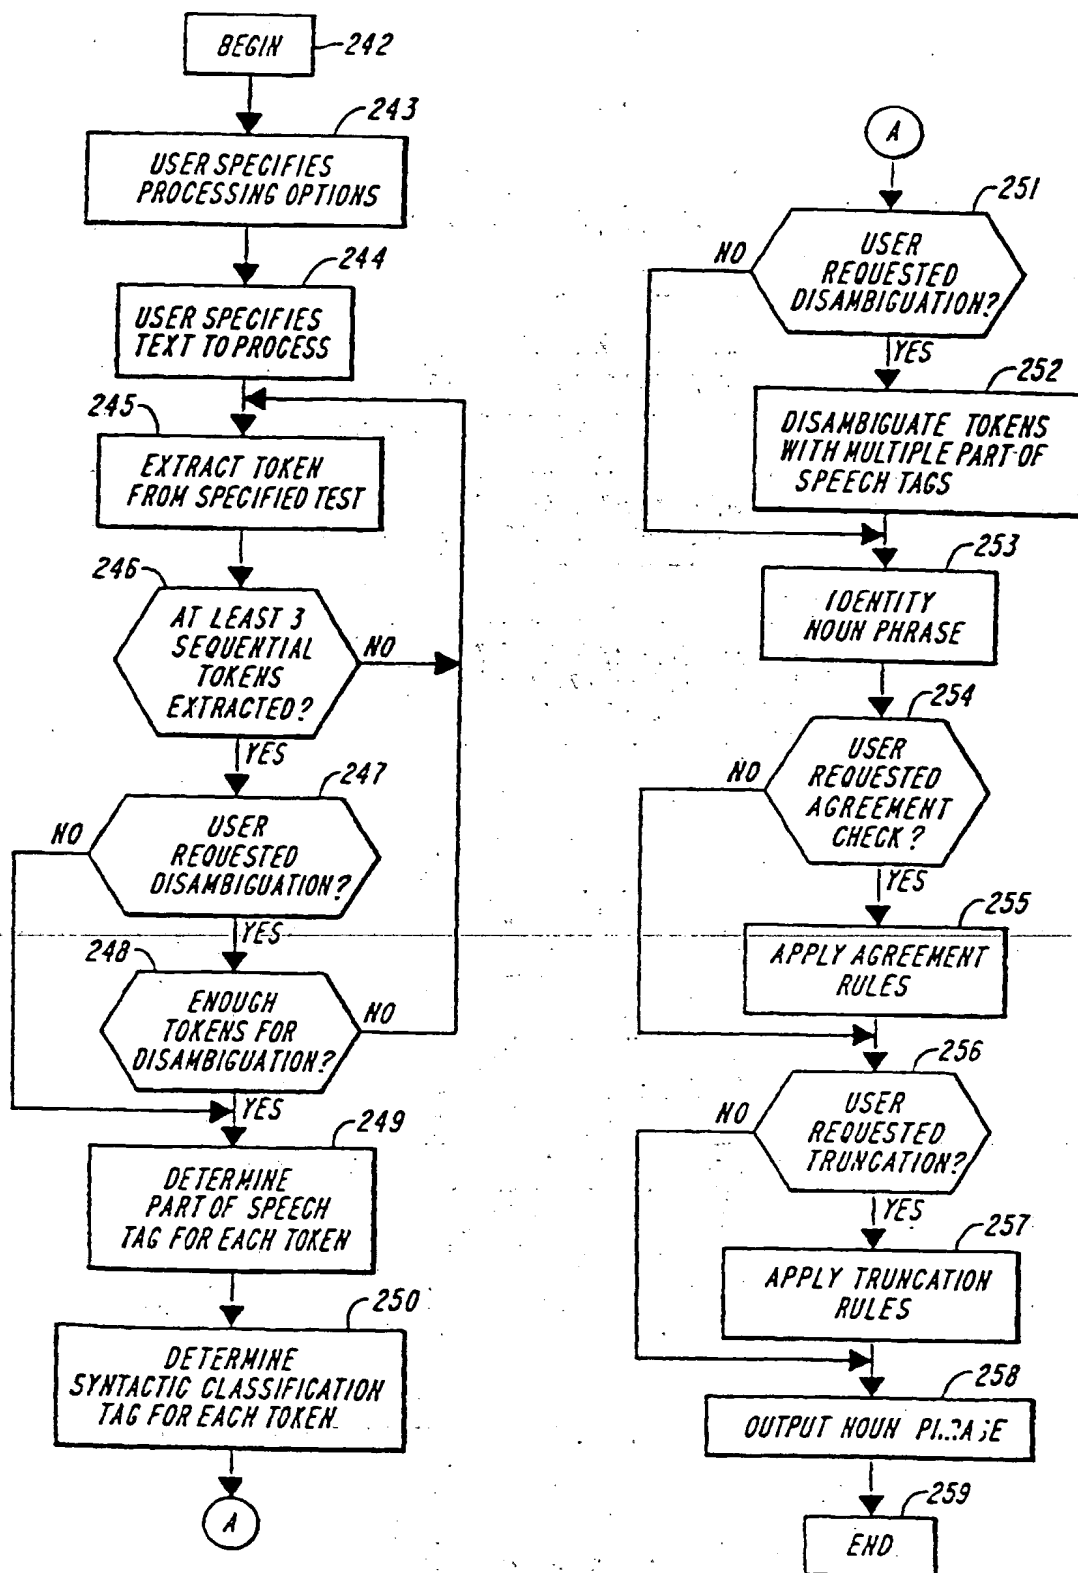 BEGIN
242
243
USER SPECIFIES
PROCESSING OPTIONS
244
USER SPECIFIES
TEXT TO PROCESS
245
EXTRACT TOKEN
FROM SPECIFIED TEST
246
AT LEAST 3
SEQUENTIAL
TOKENS
EXTRACTED?
NO
YES
247
USER
REQUESTED
DISAMBIGUATION?
NO
YES
248
ENOUGH
TOKENS FOR
DISAMBIGUATION?
NO
YES
249
DETERMINE
PART OF SPEECH
TAG FOR EACH TOKEN
250
DETERMINE
SYNTACTIC CLASSIFICATION
TAG FOR EACH TOKEN
A
A
251
USER
REQUESTED
DISAMBIGUATION?
NO
YES
252
DISAMBIGUATE TOKENS
WITH MULTIPLE PART OF
SPEECH TAGS
253
IDENTITY
NOUN PHRASE
254
USER
REQUESTED
AGREEMENT
CHECK?
NO
YES
255
APPLY AGREEMENT
RULES
256
USER
REQUESTED
TRUNCATION?
NO
YES
257
APPLY TRUNCATION
RULES
258
OUTPUT NOUN
259
END